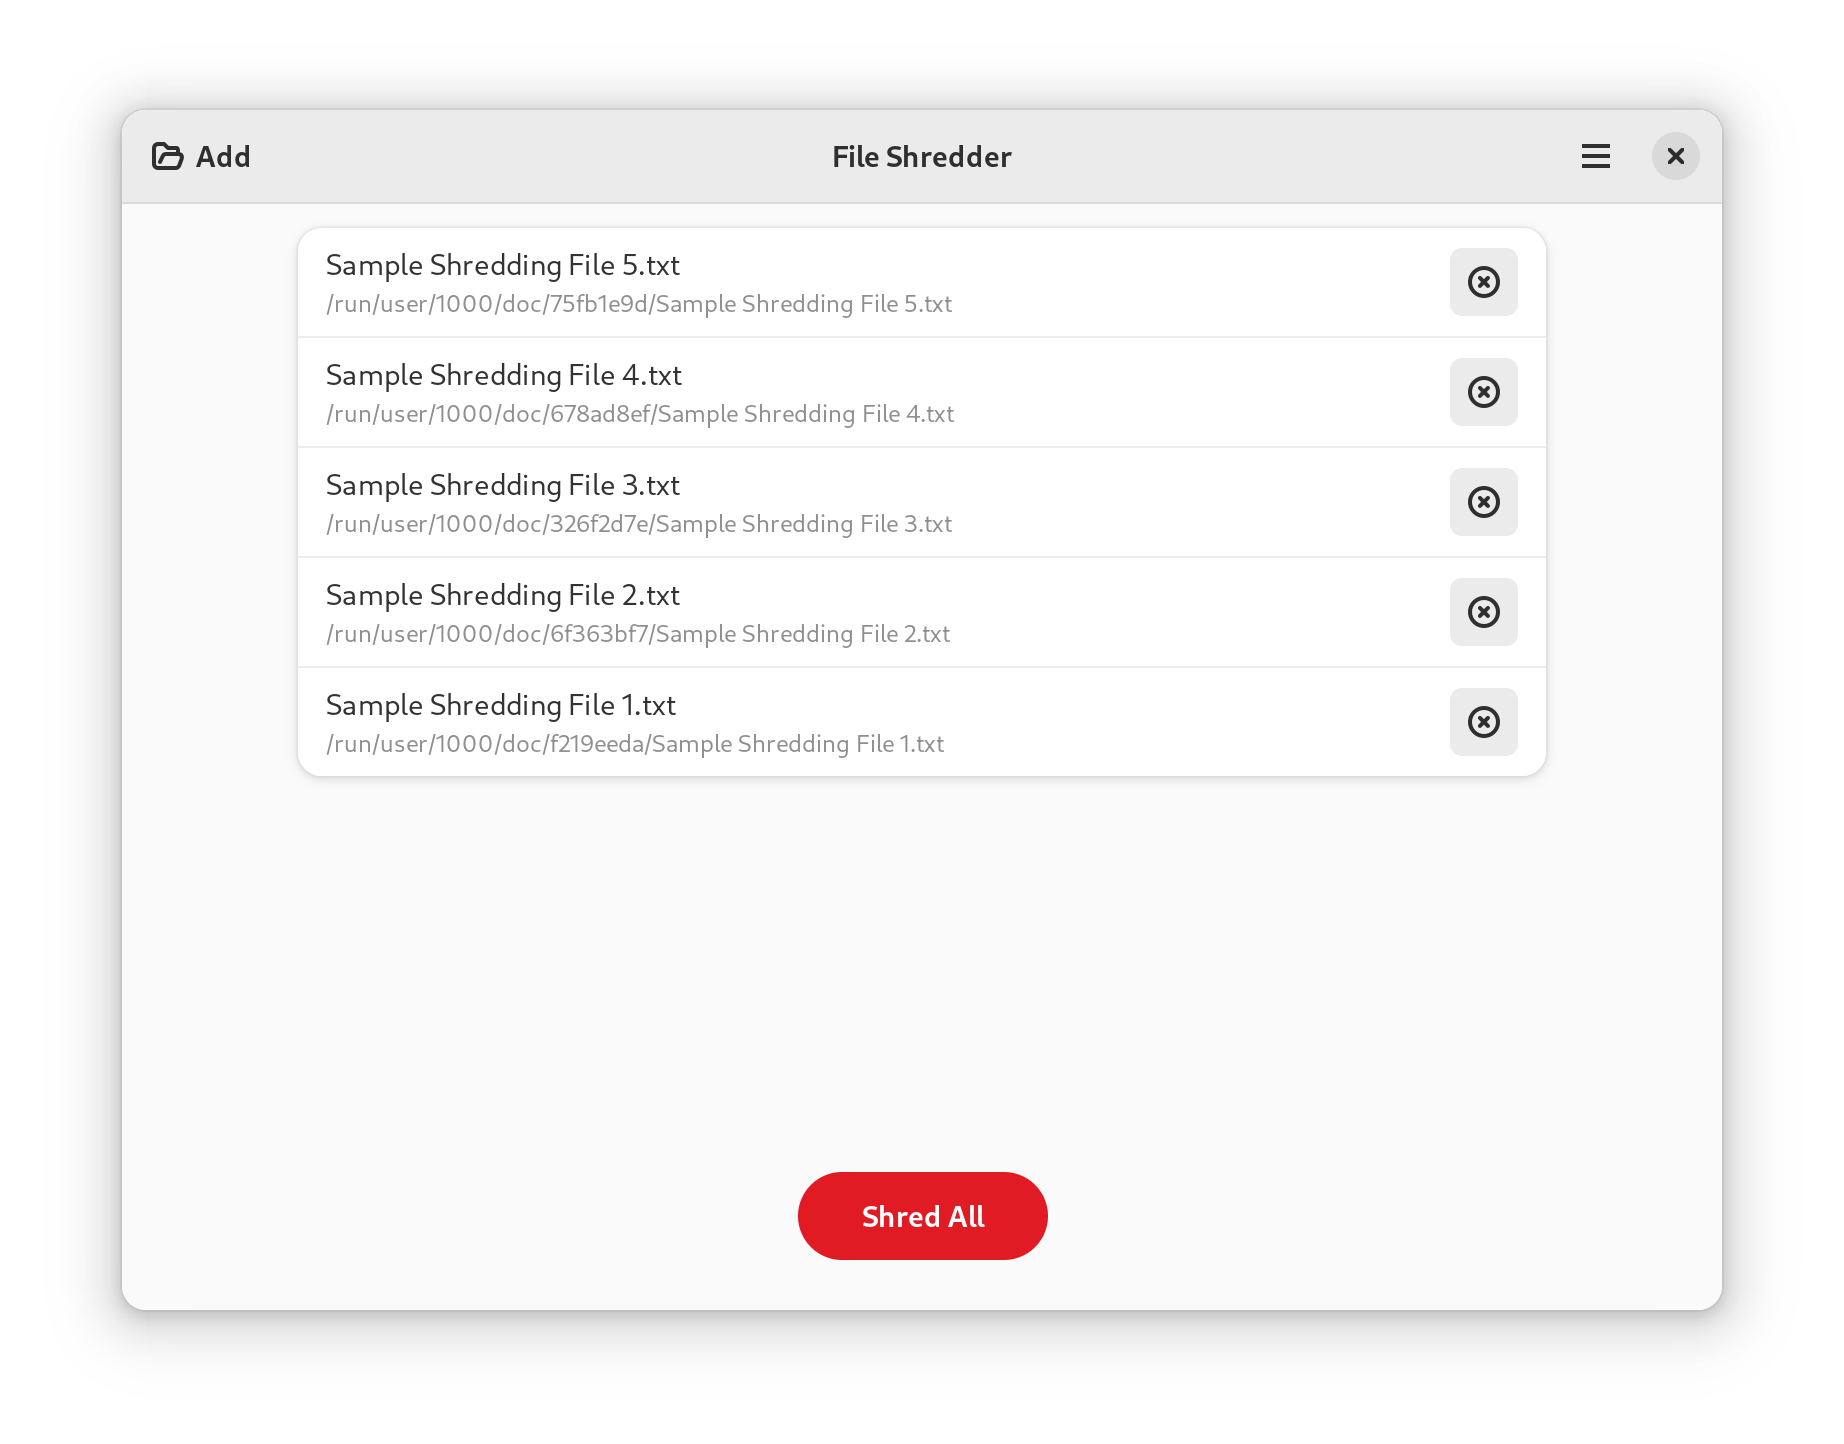 Add
File Shredder
Sample Shredding File 5.txt
/run/user/1000/doc/75fb1e9d/Sample Shredding File 5.txt
Sample Shredding File 4.txt
/run/user/1000/doc/678ad8ef/Sample Shredding File 4.txt
Sample Shredding File 3.txt
/run/user/1000/doc/326f2d7e/Sample Shredding File 3.txt
Sample Shredding File 2.txt
/run/user/1000/doc/6f363bf7/Sample Shredding File 2.txt
Sample Shredding File 1.txt
/run/user/1000/doc/f219eeda/Sample Shredding File 1.txt
Shred All